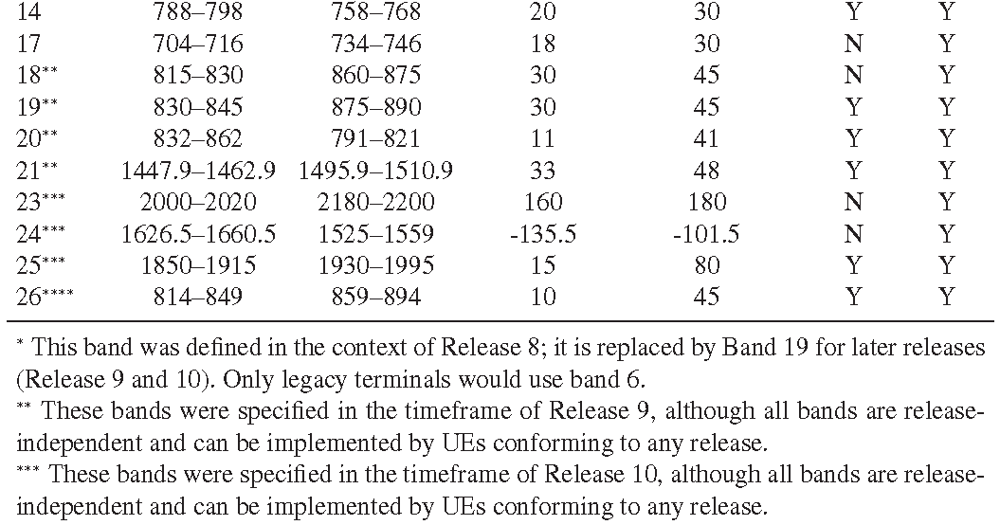 14 788–798 758–768 20 30 Y Y
17 704–716 734–746 18 30 N Y
18** 815–830 860–875 30 45 N Y
19** 830–845 875–890 30 45 Y Y
20** 832–862 791–821 11 41 Y Y
21** 1447.9–1462.9 1495.9–1510.9 33 48 Y Y
23*** 2000–2020 2180–2200 160 180 N Y
24*** 1626.5–1660.5 1525–1559 -135.5 -101.5 N Y
25*** 1850–1915 1930–1995 15 80 Y Y
26**** 814–849 859–894 10 45 Y Y
* This band was defined in the context of Release 8; it is replaced by Band 19 for later releases
(Release 9 and 10). Only legacy terminals would use band 6.
** These bands were specified in the timeframe of Release 9, although all bands are release-
independent and can be implemented by UEs conforming to any release.
*** These bands were specified in the timeframe of Release 10, although all bands are release-
independent and can be implemented by UEs conforming to any release.